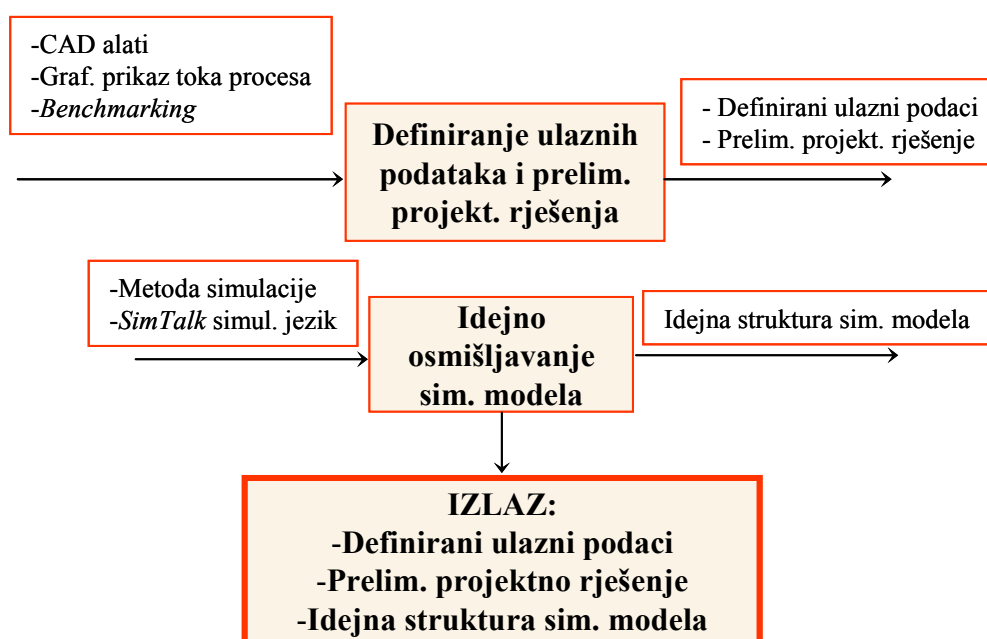 -CAD alati
-Graf. prikaz toka procesa
-Benchmarking
Definiranje ulaznih
podataka i prelim.
projekt. rješenja
- Definirani ulazni podaci
- Prelim. projekt. rješenje
-Metoda simulacije
-SimTalk simul. jezik
Idejno
osmišljavanje
sim. modela
Idejna struktura sim. modela
IZLAZ:
-Definirani ulazni podaci
-Prelim. projektno rješenje
-Idejna struktura sim. modela